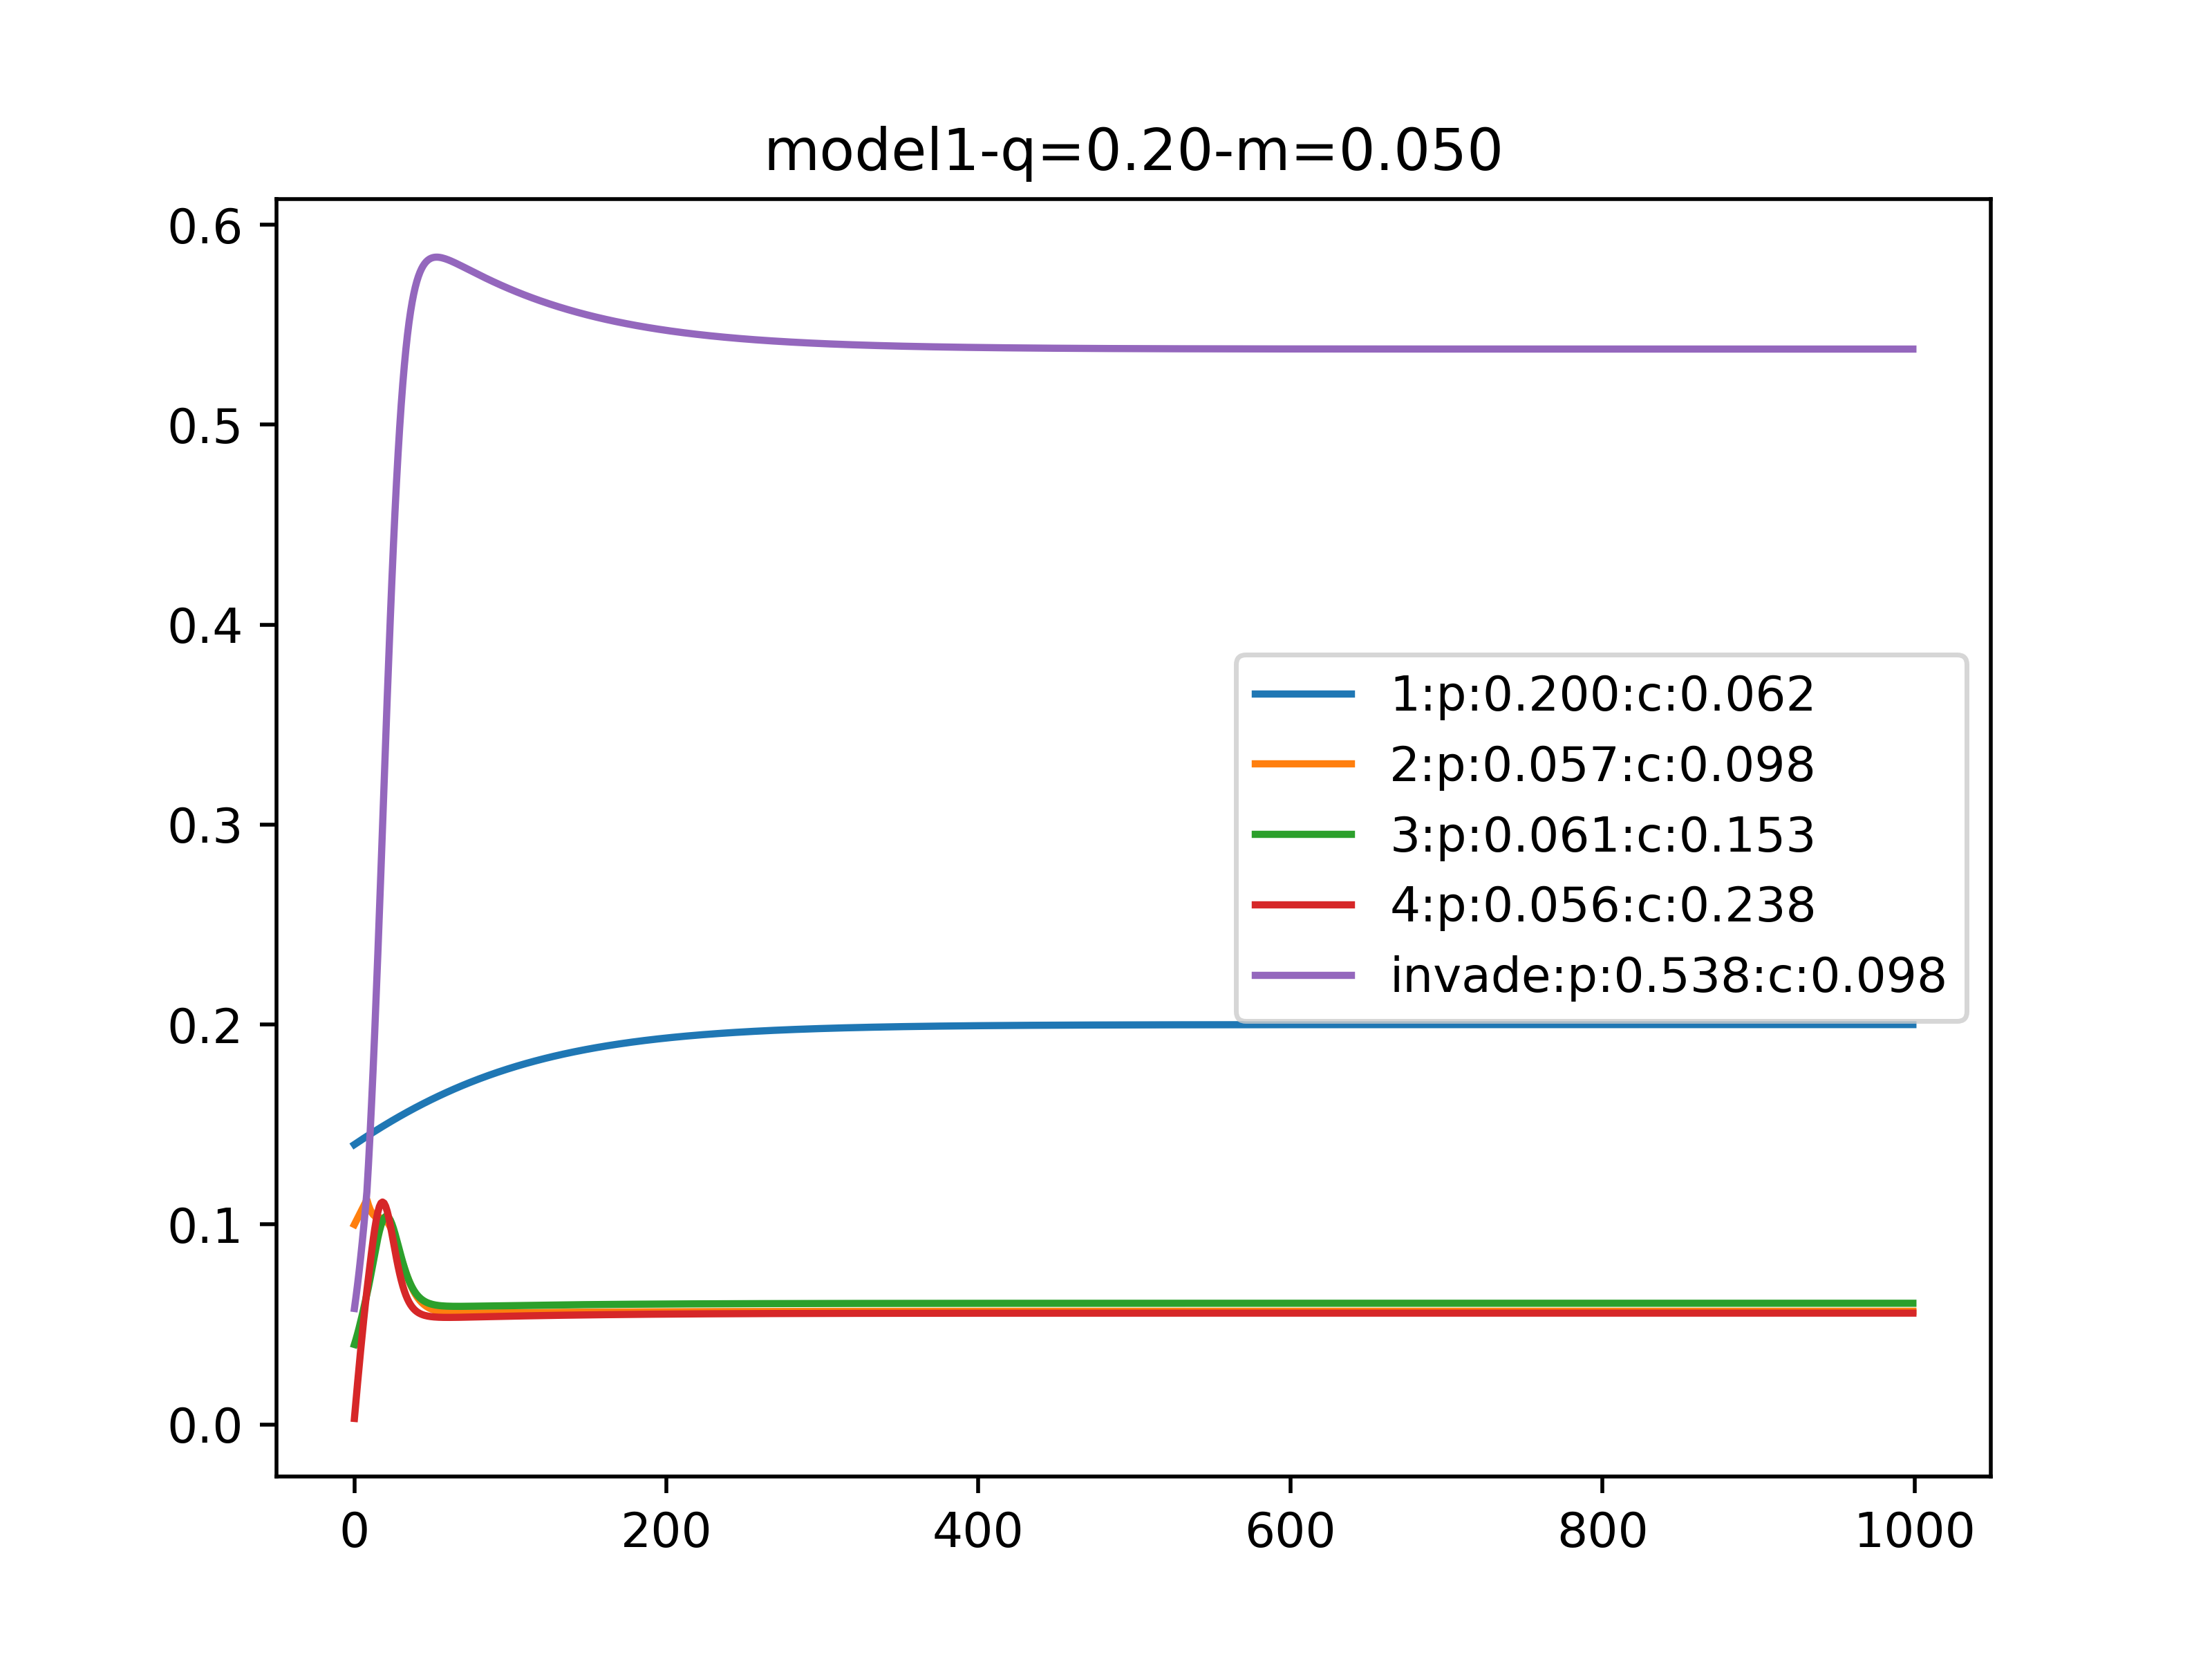 model1-q=0.20-m=0.050
0.6
0.5
0.4
0.3
0.2
0.1
0.0
1:p:0.200:c:0.062
2:p:0.057:c:0.098
3:p:0.061:c:0.153
4:p:0.056:c:0.238
invade:p:0.538:c:0.098
0 200 400 600 800 1000